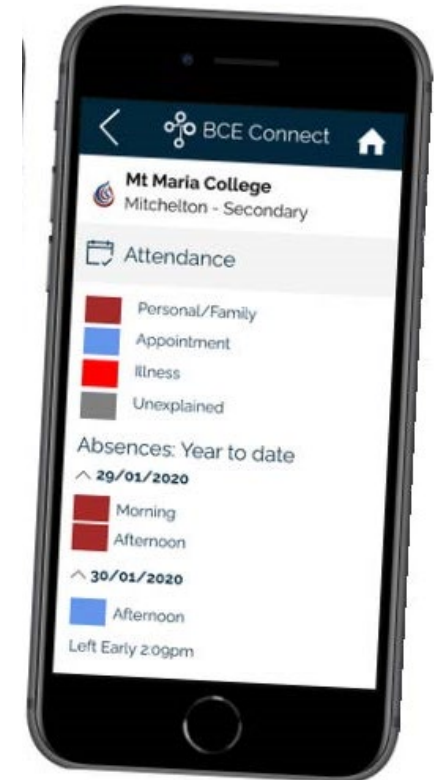 BCE Connect
Mt Maria College
Mitchelton - Secondary
Attendance
Personal/Family
Appointment
Illness
Unexplained
Absences: Year to date
29/01/2020
Morning
Afternoon
30/01/2020
Afternoon
Left Early 2:09pm